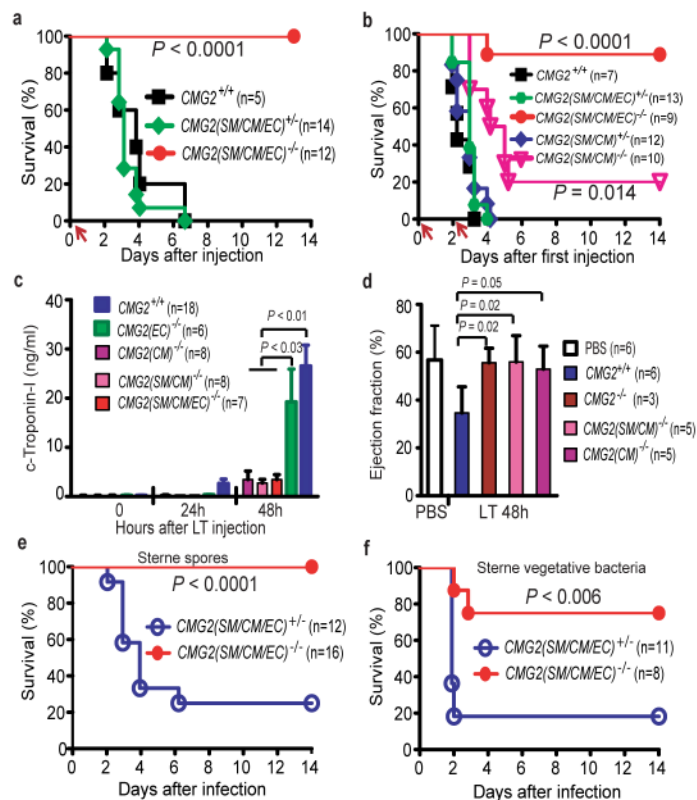 a
Survival (%)
100
80
60
40
20
0
P < 0.0001
CMG2+/+ (n=5)
CMG2(SM/CM/EC)+/- (n=14)
CMG2(SM/CM/EC)-/- (n=12)
0 2 4 6 8 10 12 14
Days after injection
b
Survival (%)
100
80
60
40
20
0
P < 0.0001
CMG2+/+ (n=7)
CMG2(SM/CM/EC)+/- (n=13)
CMG2(SM/CM/EC)-/- (n=9)
CMG2(SM/CM)+/- (n=12)
CMG2(SM/CM)-/- (n=10)
P = 0.014
0 2 4 6 8 10 12 14
Days after first injection
c
c-Troponin-I (ng/ml)
40
30
20
10
0
CMG2+/+ (n=18)
CMG2(EC)-/- (n=6)
CMG2(CM)-/- (n=8)
CMG2(SM/CM)-/- (n=8)
CMG2(SM/CM/EC)-/- (n=7)
P < 0.01
P < 0.03
0 24h 48h
Hours after LT injection
d
Ejection fraction (%)
80
60
40
20
0
P = 0.05
P = 0.02
P = 0.02
PBS (n=6)
CMG2+/+ (n=6)
CMG2-/- (n=3)
CMG2(SM/CM)-/- (n=5)
CMG2(CM)-/- (n=5)
PBS LT 48h
e
Sterne spores
Survival (%)
100
80
60
40
20
0
P < 0.0001
CMG2(SM/CM/EC)+/- (n=12)
CMG2(SM/CM/EC)-/- (n=16)
0 2 4 6 8 10 12 14
Days after infection
f
Sterne vegetative bacteria
Survival (%)
100
80
60
40
20
0
P < 0.006
CMG2(SM/CM/EC)+/- (n=11)
CMG2(SM/CM/EC)-/- (n=8)
0 2 4 6 8 10 12 14
Days after infection